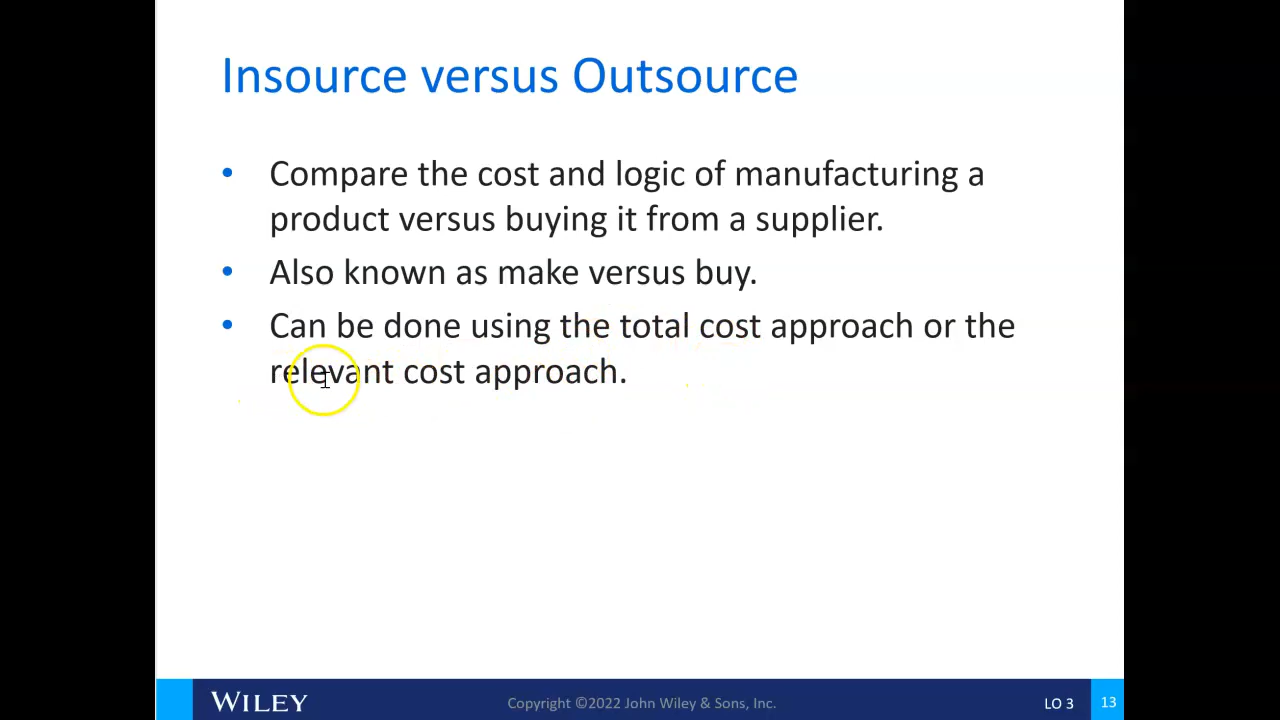 Insource versus Outsource
• Compare the cost and logic of manufacturing a
product versus buying it from a supplier.
• Also known as make versus buy.
• Can be done using the total cost approach or the
relevant cost approach.
WILEY
Copyright ©2022 John Wiley & Sons, Inc.
LO 3
13